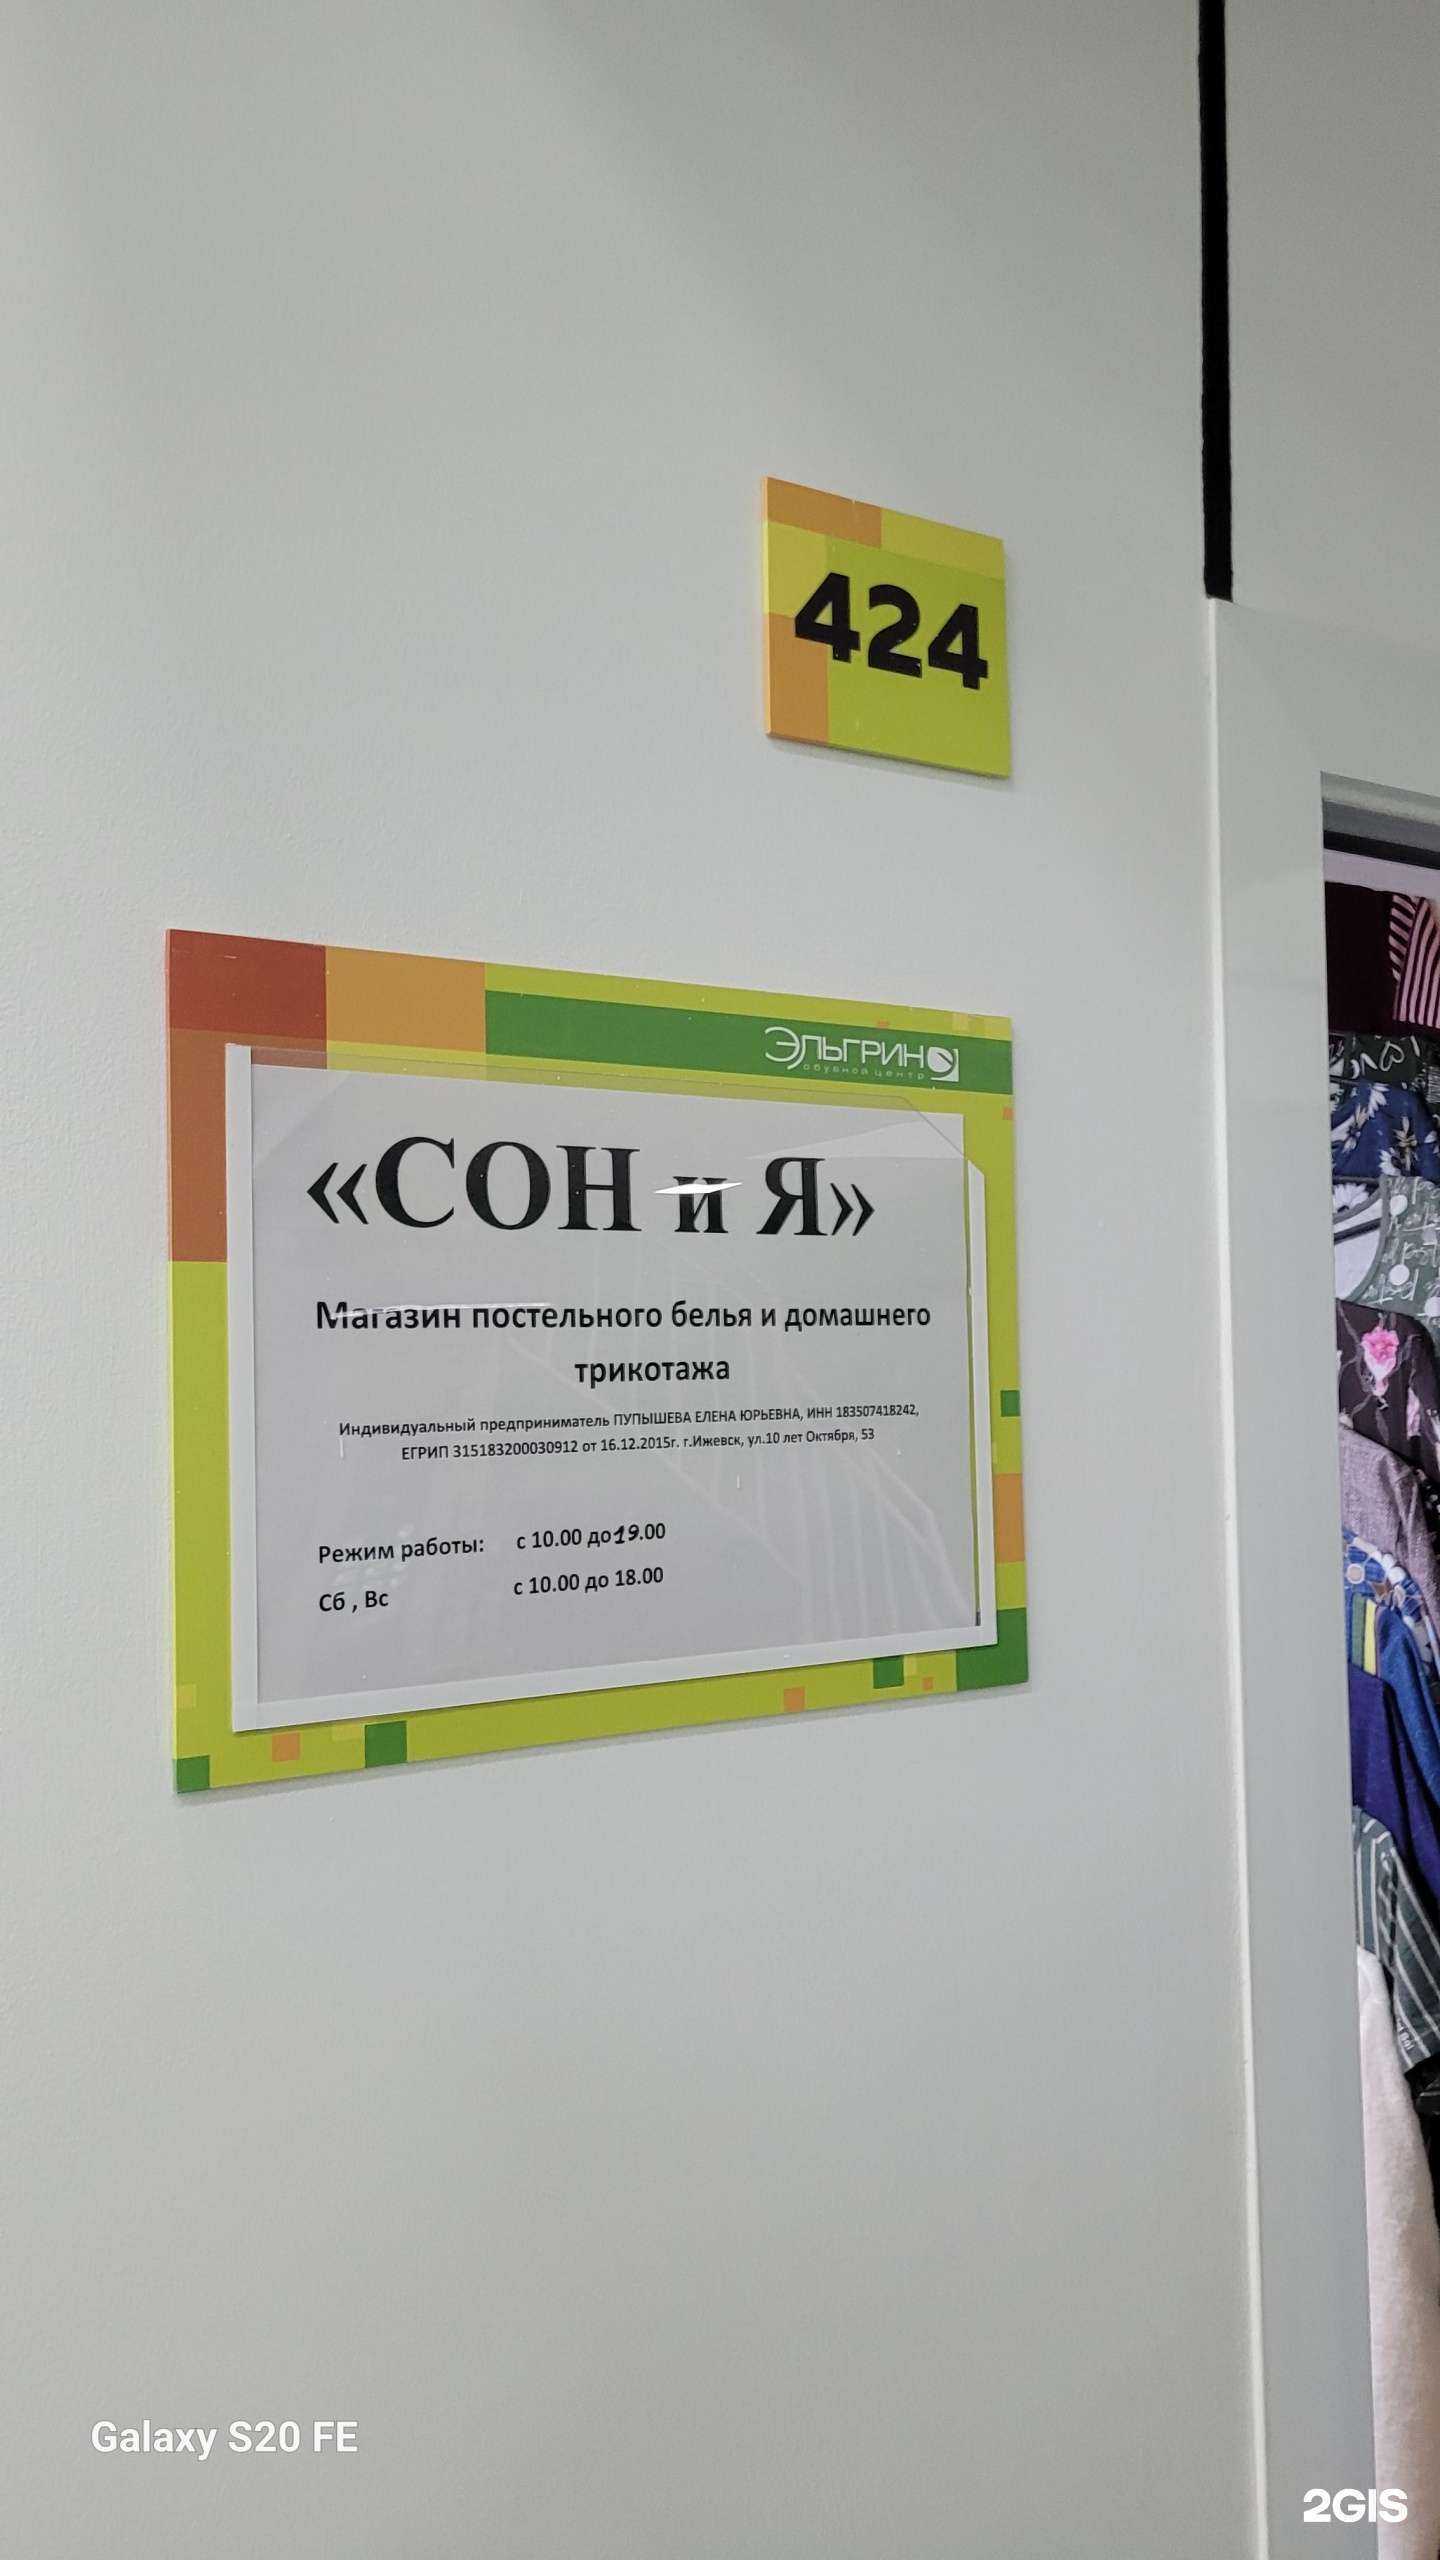 424
ЭЛЬГРИН
обувной центр
«СОН и Я»
Магазин постельного белья и домашнего
трикотажа
Индивидуальный предприниматель ПУПЫШЕВА ЕЛЕНА ЮРЬЕВНА, ИНН 183507418242,
ЕГРИП 315183200030912 от 16.12.2015г. г.Ижевск, ул.10 лет Октября, 53
Режим работы: с 10.00 до 19.00
Сб , Вс с 10.00 до 18.00
Galaxy S20 FE
2GIS